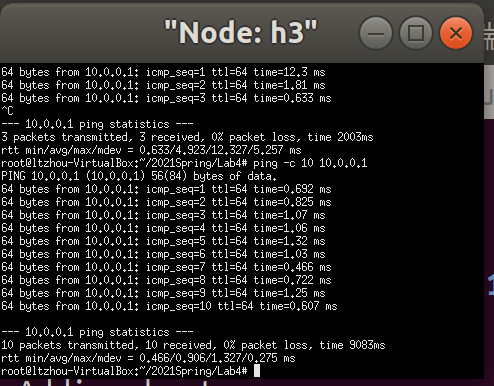 "Node: h3"
64 bytes from 10.0.0.1: icmp_seq=1 ttl=64 time=12.3 ms
64 bytes from 10.0.0.1: icmp_seq=2 ttl=64 time=1.81 ms
64 bytes from 10.0.0.1: icmp_seq=3 ttl=64 time=0.633 ms
^C
--- 10.0.0.1 ping statistics ---
3 packets transmitted, 3 received, 0% packet loss, time 2003ms
rtt min/avg/max/mdev = 0.633/4.923/12.327/5.257 ms
root@ltzhou-VirtualBox:~/2021Spring/Lab4# ping -c 10 10.0.0.1
PING 10.0.0.1 (10.0.0.1) 56(84) bytes of data.
64 bytes from 10.0.0.1: icmp_seq=1 ttl=64 time=0.692 ms
64 bytes from 10.0.0.1: icmp_seq=2 ttl=64 time=0.825 ms
64 bytes from 10.0.0.1: icmp_seq=3 ttl=64 time=1.07 ms
64 bytes from 10.0.0.1: icmp_seq=4 ttl=64 time=1.06 ms
64 bytes from 10.0.0.1: icmp_seq=5 ttl=64 time=1.32 ms
64 bytes from 10.0.0.1: icmp_seq=6 ttl=64 time=1.03 ms
64 bytes from 10.0.0.1: icmp_seq=7 ttl=64 time=0.466 ms
64 bytes from 10.0.0.1: icmp_seq=8 ttl=64 time=0.722 ms
64 bytes from 10.0.0.1: icmp_seq=9 ttl=64 time=1.25 ms
64 bytes from 10.0.0.1: icmp_seq=10 ttl=64 time=0.607 ms
--- 10.0.0.1 ping statistics ---
10 packets transmitted, 10 received, 0% packet loss, time 9083ms
rtt min/avg/max/mdev = 0.466/0.906/1.327/0.275 ms
root@ltzhou-VirtualBox:~/2021Spring/Lab4#